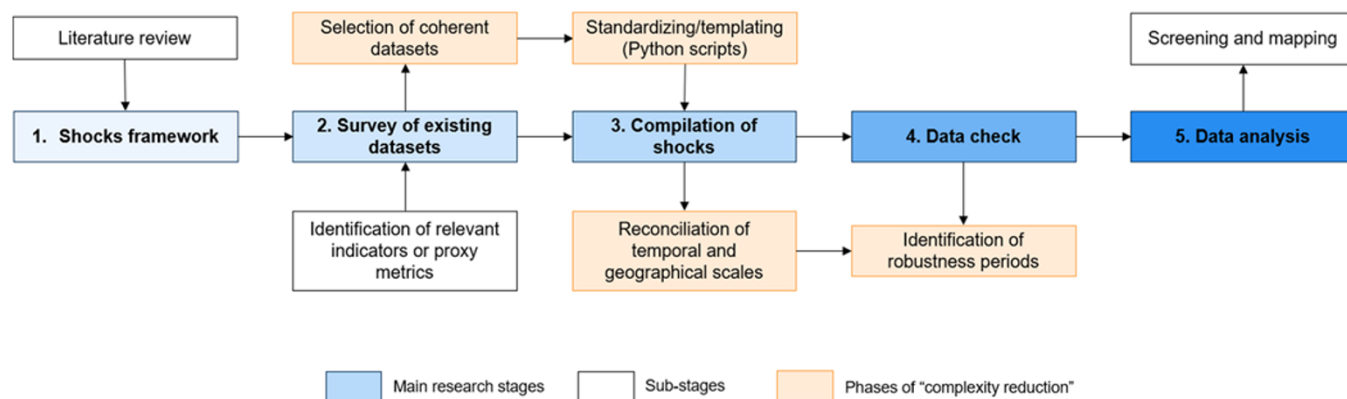 Literature review
Selection of coherent
datasets
Standardizing/templating
(Python scripts)
Screening and mapping
1. Shocks framework
2. Survey of existing
datasets
3. Compilation of
shocks
4. Data check
5. Data analysis
Identification of relevant
indicators or proxy
metrics
Reconciliation of
temporal and
geographical scales
Identification of
robustness periods
Main research stages
Sub-stages
Phases of “complexity reduction”